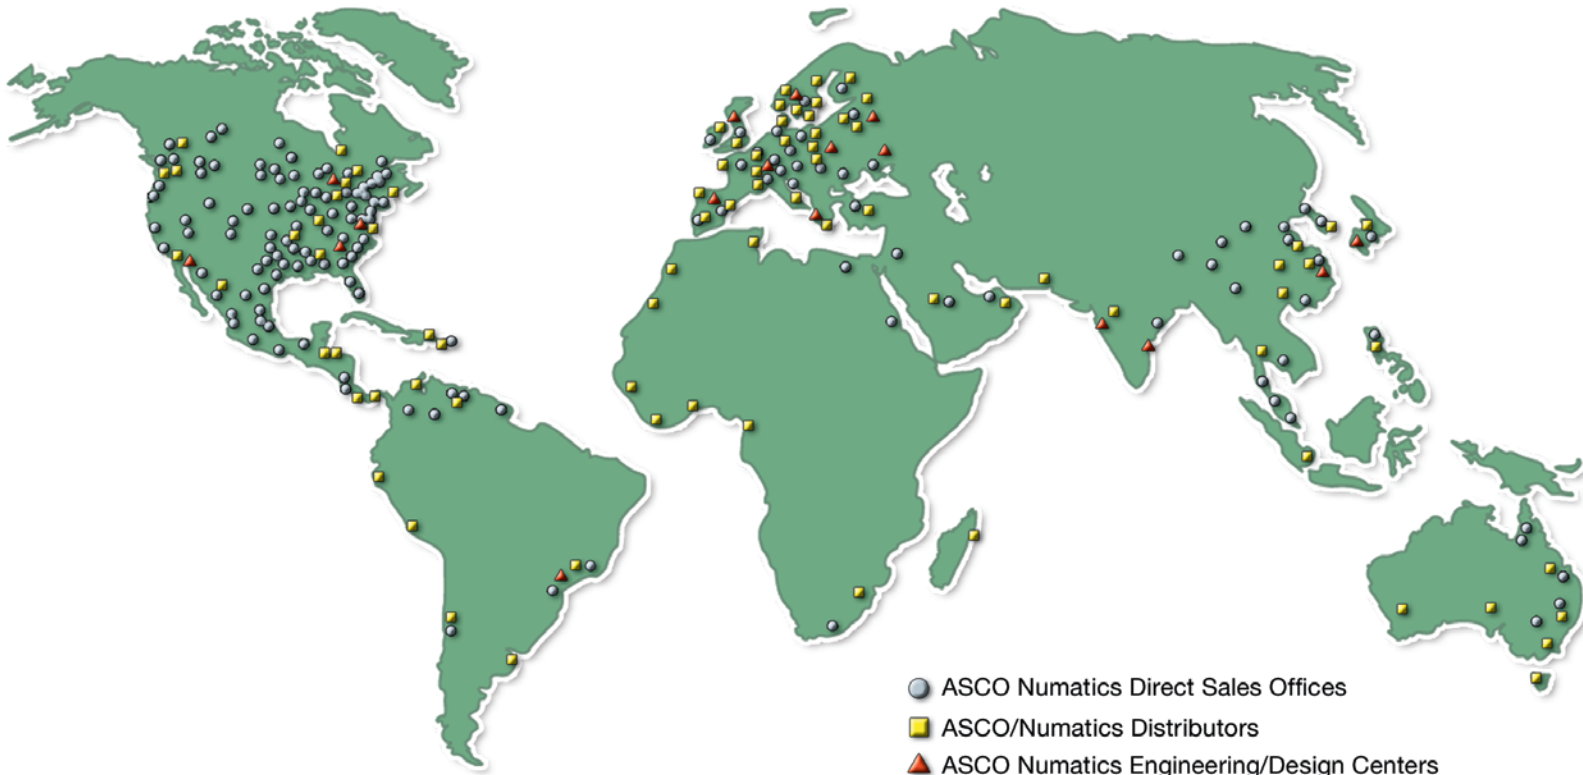 ASCO Numatics Direct Sales Offices
ASCO/Numatics Distributors
ASCO Numatics Engineering/Design Centers